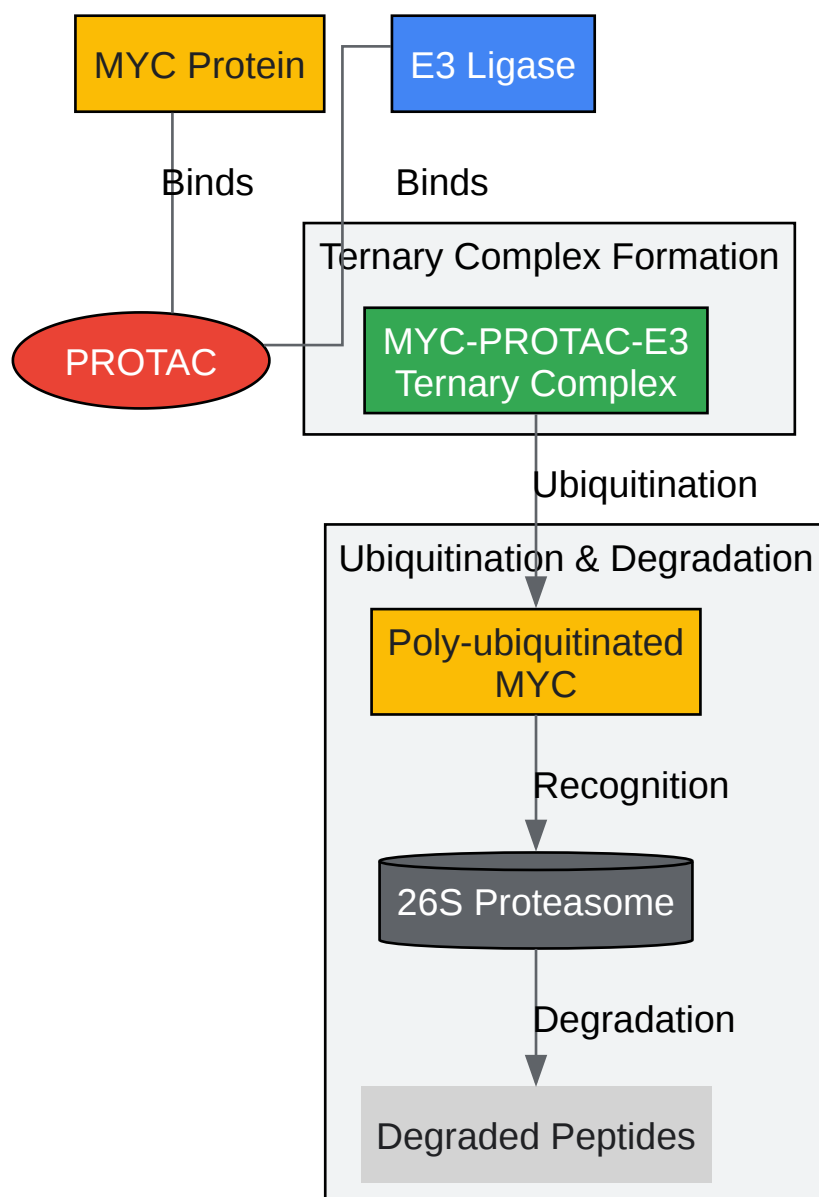 MYC Protein
E3 Ligase
Binds
Binds
Ternary Complex Formation
PROTAC
MYC-PROTAC-E3
Ternary Complex
Ubiquitination
Ubiquitination & Degradation
Poly-ubiquitinated
MYC
Recognition
26S Proteasome
Degradation
Degraded Peptides